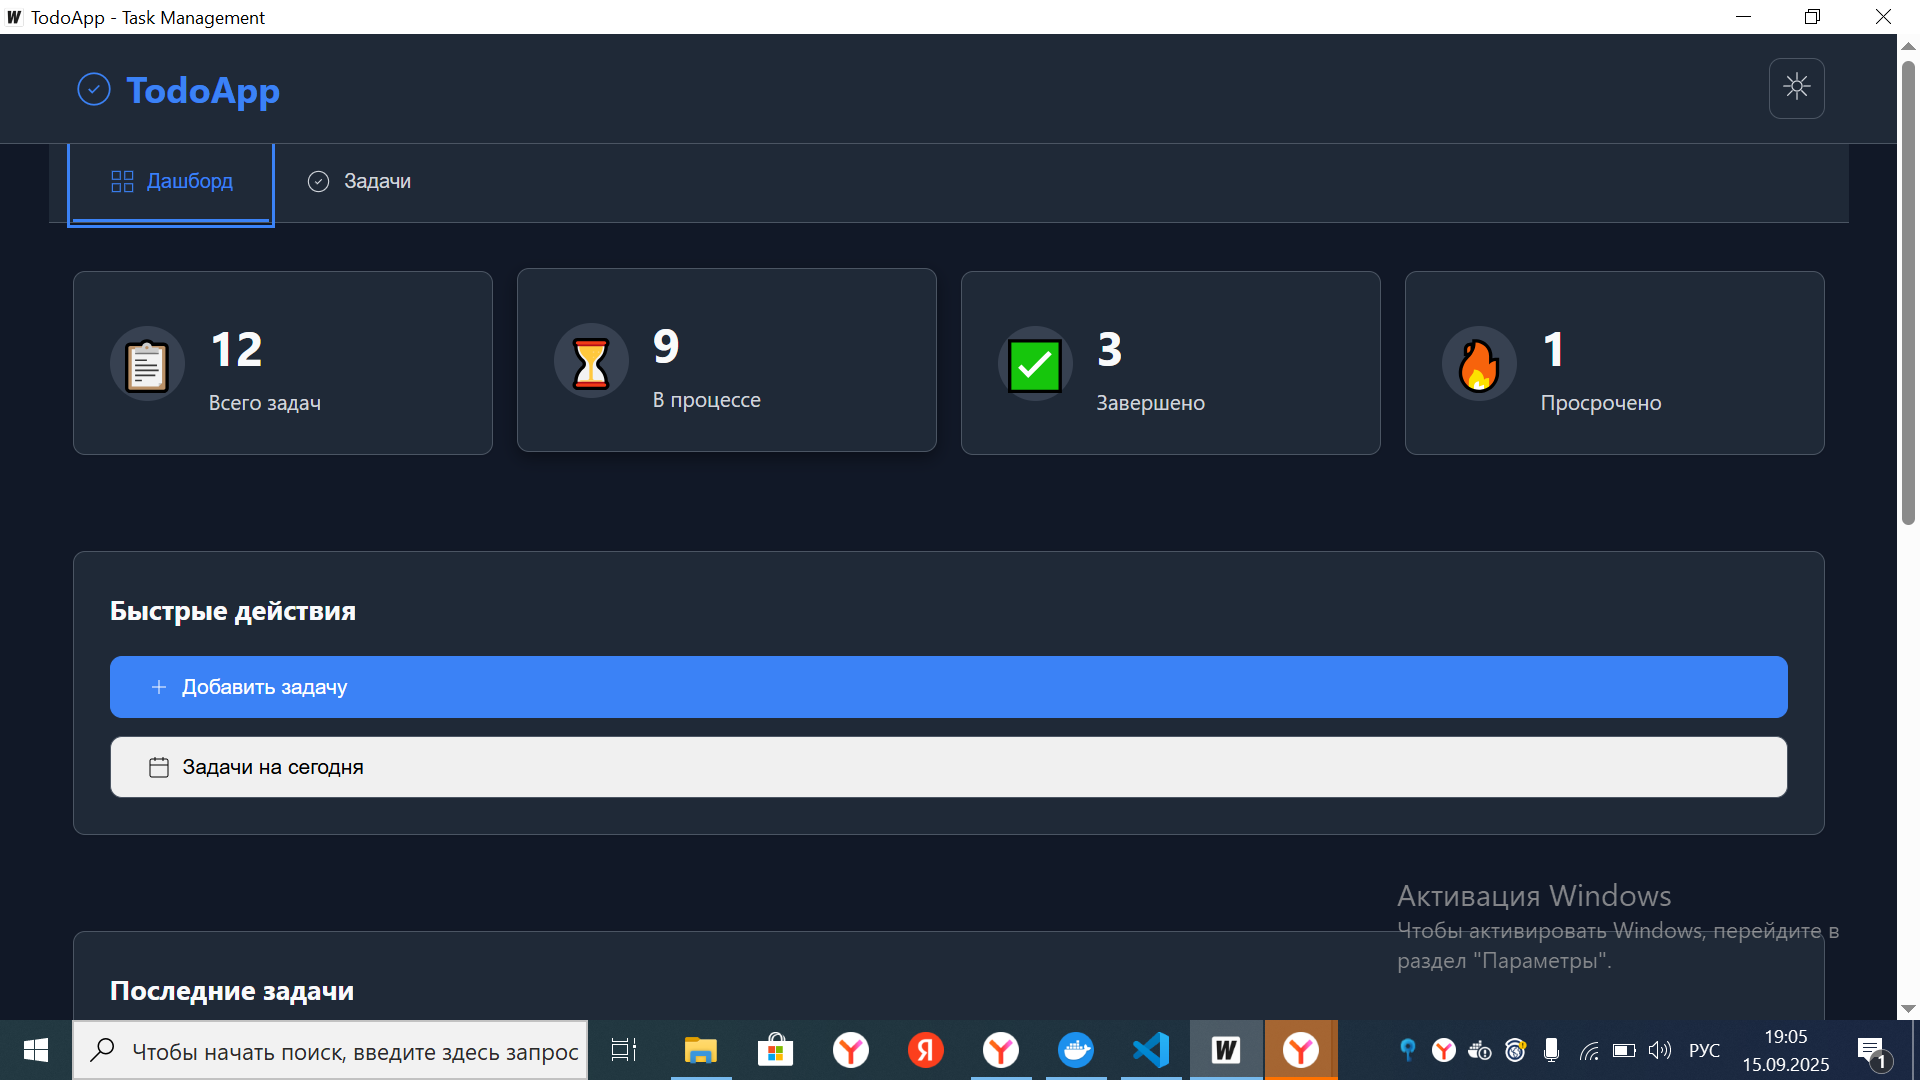 TodoApp - Task Management
TodoApp
Дашборд
Задачи
12
Всего задач
9
В процессе
3
Завершено
1
Просрочено
Быстрые действия
Добавить задачу
Задачи на сегодня
Активация Windows
Чтобы активировать Windows, перейдите в
раздел "Параметры".
Последние задачи
Чтобы начать поиск, введите здесь запрос
РУС
19:05
15.09.2025
1